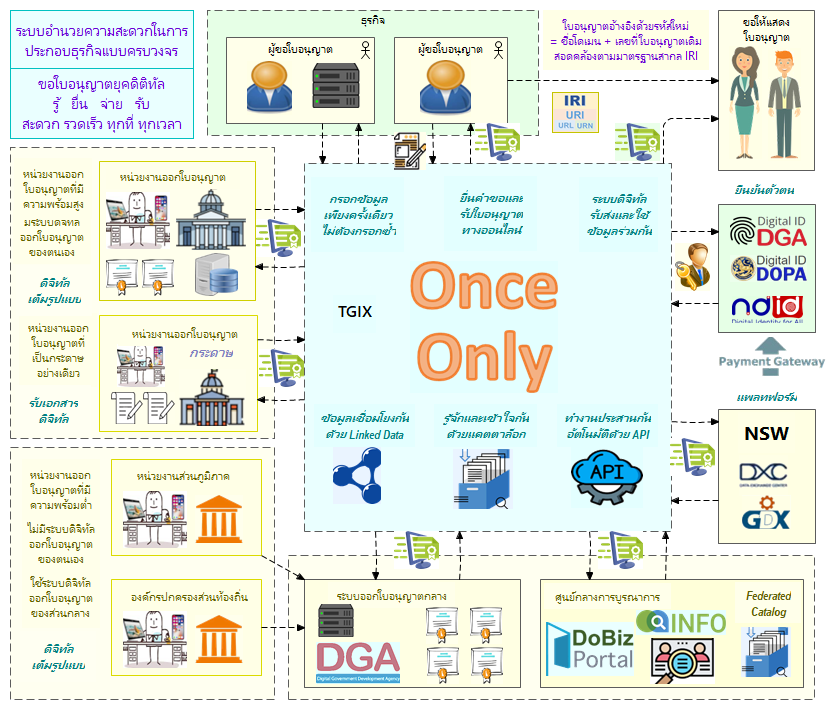 ระบบอำนวยความสะดวกในการ
ประกอบธุรกิจแบบครบวงจร
ขอใบอนุญาตยุคดิติทัล
รู้ ยื่น จ่าย รับ
สะดวก รวดเร็ว ทุกที่ ทุกเวลา
ธุรกิจ
ผู้ขอใบอนุญาต
ผู้ขอใบอนุญาต
ใบอนุญาตอ้างอิงด้วยรหัสใหม่
= ชื่อโดเมน + เลขที่ใบอนุญาตเดิม
สอดคล้องตามมาตรฐานสากล IRI
IRI
URI
URL URN
ขอให้แสดง
ใบอนุญาต
หน่วยงานออก
ใบอนุญาตที่มี
ความพร้อมสูง
มีระบบดิจิทัล
ออกใบอนุญาต
ของตนเอง
ดิจิทัล
เต็มรูปแบบ
หน่วยงานออกใบอนุญาต
หน่วยงานออก
ใบอนุญาตที่
เป็นกระดาษ
อย่างเดียว
รับเอกสาร
ดิจิทัล
หน่วยงานออกใบอนุญาต
กระดาษ
กรอกข้อมูล
เพียงครั้งเดียว
ไม่ต้องกรอกซ้ำ
ยื่นคำขอและ
รับใบอนุญาต
ทางออนไลน์
ระบบดิจิทัล
รับส่งและใช้
ข้อมูลร่วมกัน
TGIX
Once
Only
ข้อมูลเชื่อมโยงกัน
ด้วย Linked Data
รู้จักและเข้าใจกัน
ด้วยแคตตาล็อก
ทำงานประสานกัน
อัตโนมัติด้วย API
API
ยืนยันตัวตน
Digital ID
DGA
Digital ID
DOPA
ndid
Digital Identity for All
Payment Gateway
แพลทฟอร์ม
NSW
DXC
DATA EXCHANGE CENTER
GDX
หน่วยงานออก
ใบอนุญาตที่มี
ความพร้อมต่ำ
ไม่มีระบบดิจิทัล
ออกใบอนุญาต
ของตนเอง
ใช้ระบบดิจิทัล
ออกใบอนุญาต
ของส่วนกลาง
ดิจิทัล
เต็มรูปแบบ
หน่วยงานส่วนภูมิภาค
องค์กรปกครองส่วนท้องถิ่น
ระบบออกใบอนุญาตกลาง
DGA
Digital Government Development Agency
ศูนย์กลางการบูรณาการ
DoBiz
Portal
INFO
Federated
Catalog